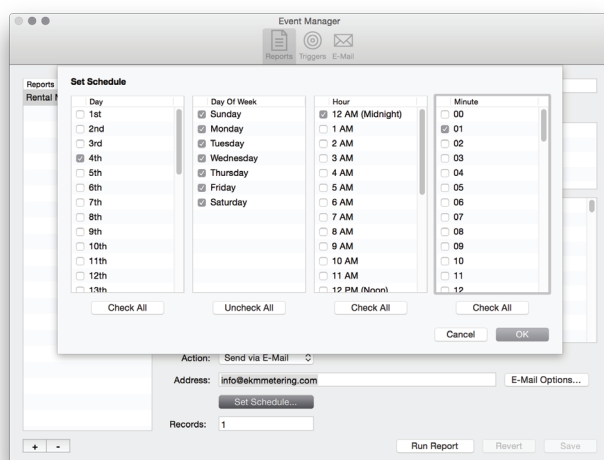 Event Manager
Reports Triggers E-Mail
Reports
Rental
Set Schedule
Day
1st
2nd
3rd
4th
5th
6th
7th
8th
9th
10th
11th
12th
13th
Check All
Day Of Week
Sunday
Monday
Tuesday
Wednesday
Thursday
Friday
Saturday
Uncheck All
Hour
12 AM (Midnight)
1 AM
2 AM
3 AM
4 AM
5 AM
6 AM
7 AM
8 AM
9 AM
10 AM
11 AM
12 PM (Noon)
Check All
Minute
00
01
02
03
04
05
06
07
08
09
10
11
12
Check All
Cancel OK
Action: Send via E-Mail
Address: info@ekmmetering.com E-Mail Options...
Set Schedule...
Records: 1
+ - Run Report Revert Save